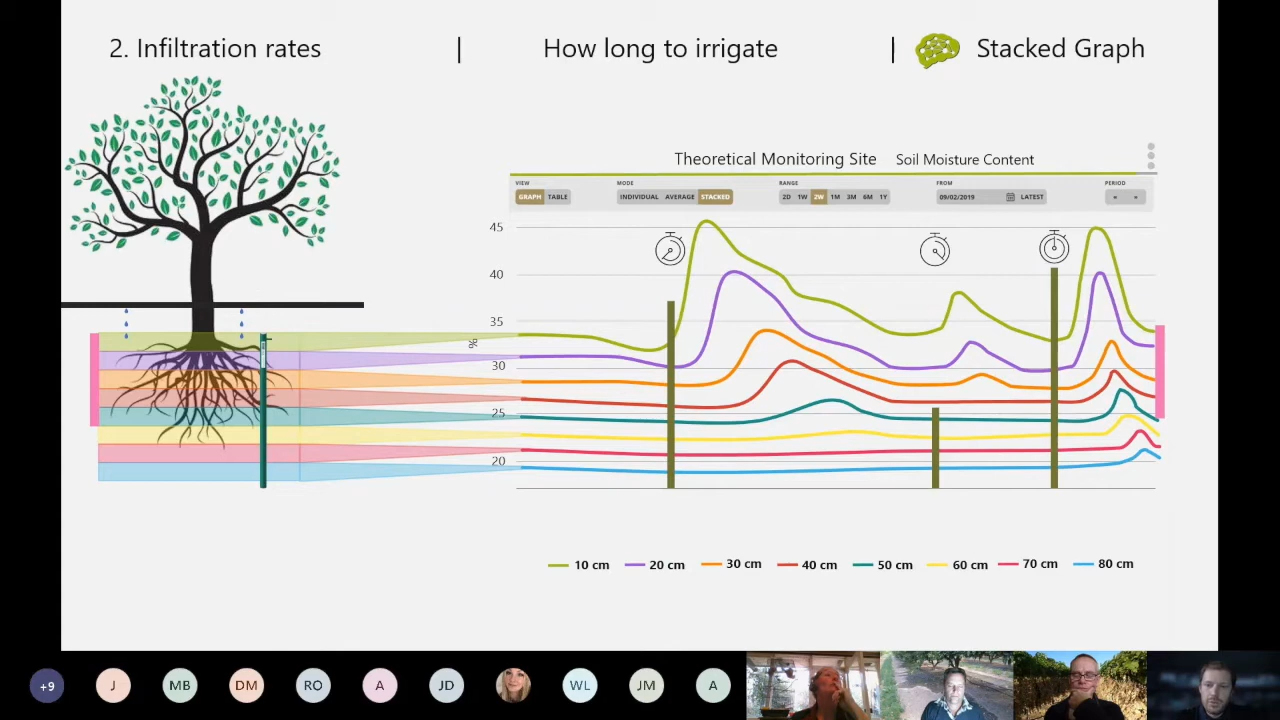 2. Infiltration rates | How long to irrigate | Stacked Graph
Theoretical Monitoring Site Soil Moisture Content
VIEW MODE RANGE FROM PERIOD
GRAPH TABLE INDIVIDUAL AVERAGE STACKED 2D 1W 2W 1M 3M 6M 1Y 09/02/2019 LATEST « «
45
40
35
%
30
25
20
10 cm 20 cm 30 cm 40 cm 50 cm 60 cm 70 cm 80 cm
+9 J MB DM RO A JD WL JM A